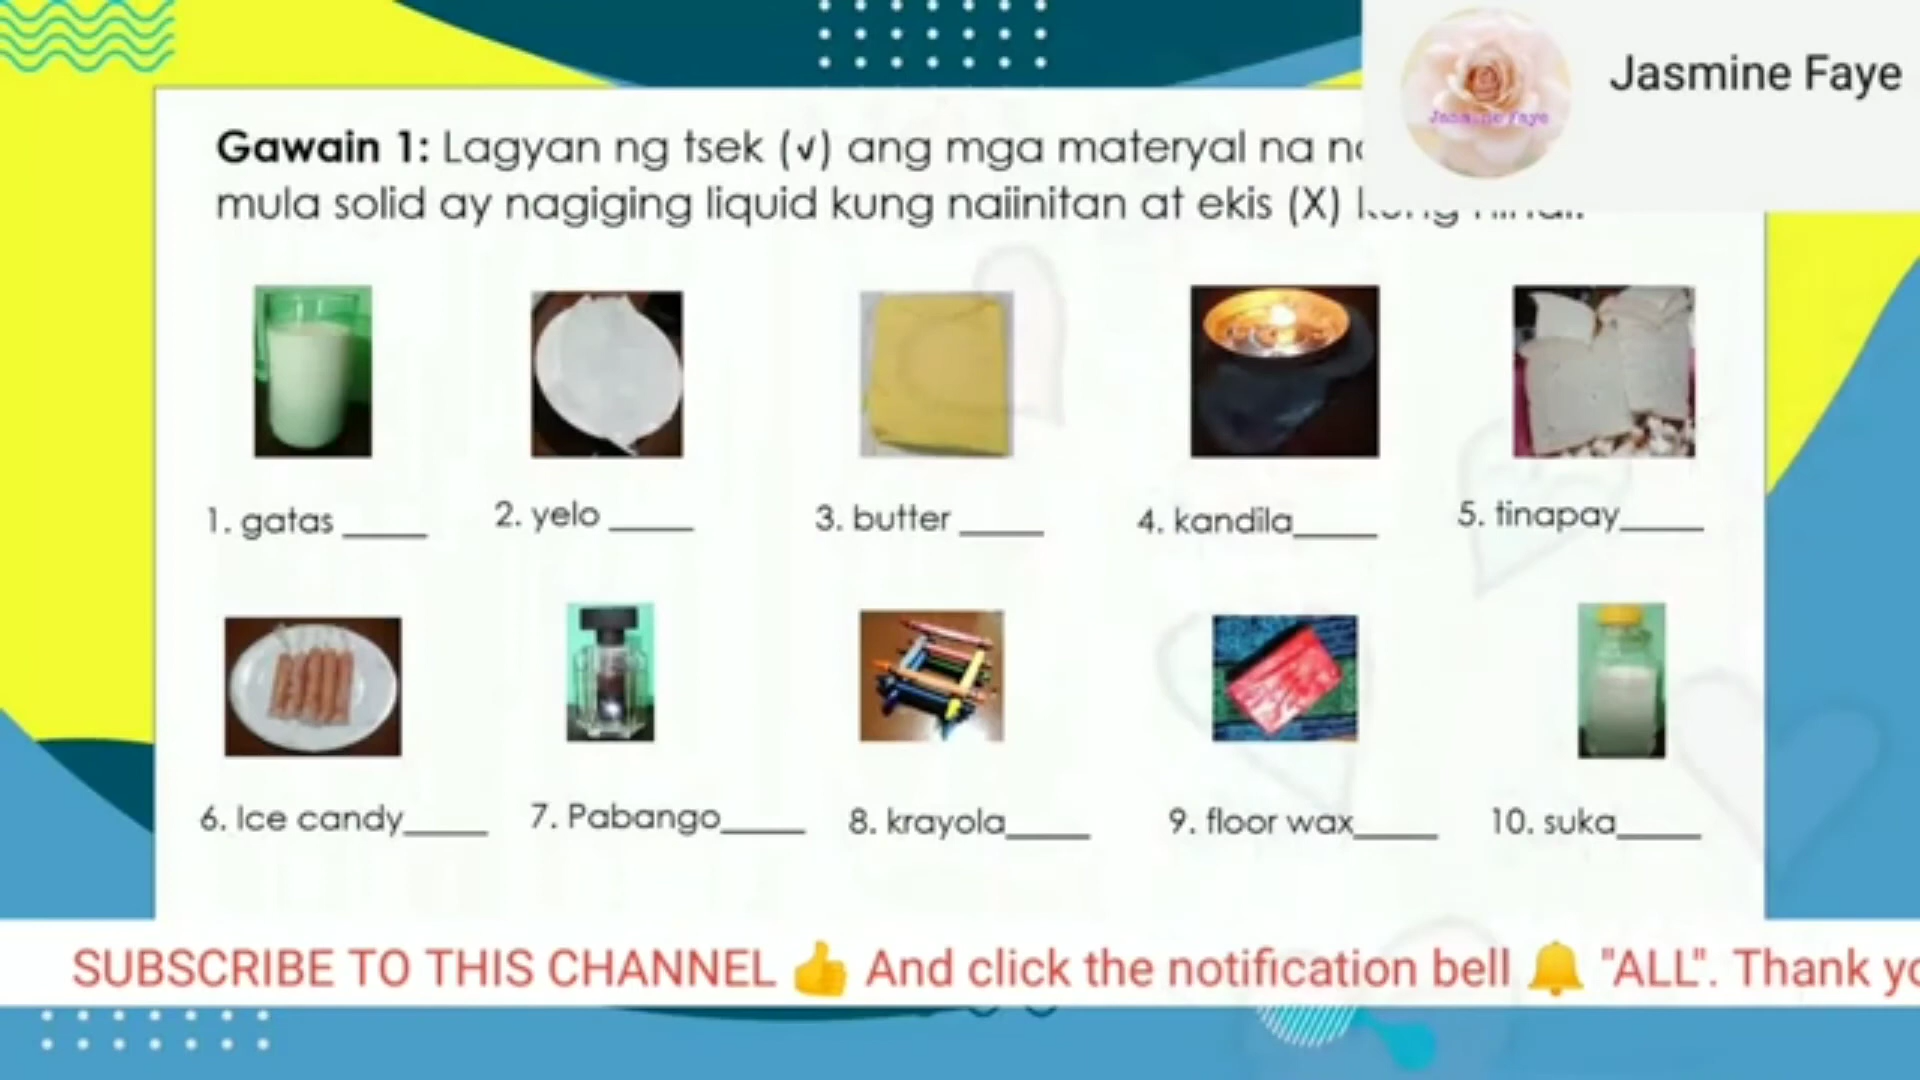 Jasmine Faye
Jasmine Faye
Gawain 1: Lagyan ng tsek (✓) ang mga materyal na
mula solid ay nagiging liquid kung naiinitan at ekis (X)
1. gatas _____ 2. yelo _____ 3. butter _____ 4. kandila_____ 5. tinapay_____
6. Ice candy_____ 7. Pabango_____ 8. krayola_____ 9. floor wax_____ 10. suka_____
SUBSCRIBE TO THIS CHANNEL 👍 And click the notification bell 🔔 "ALL". Thank